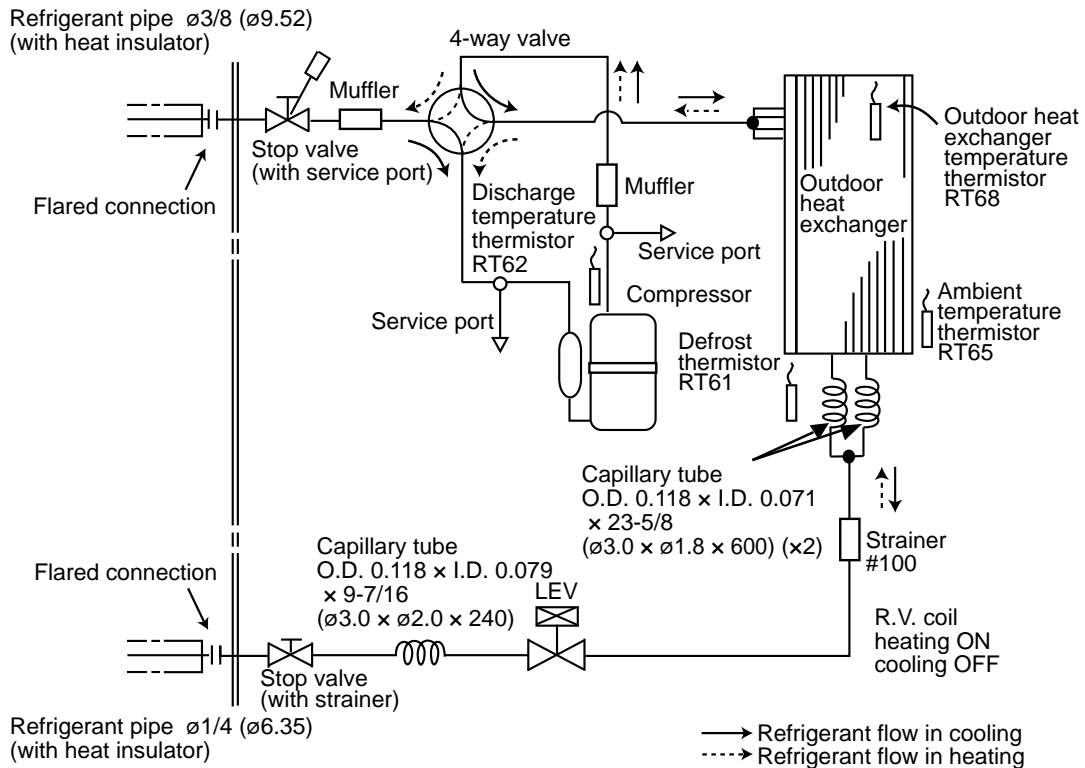 Refrigerant pipe ø3/8 (ø9.52)
(with heat insulator)
4-way valve
Muffler
Stop valve
(with service port)
Flared connection
Discharge
temperature
thermistor
RT62
Muffler
Service port
Service port
Compressor
Outdoor
heat
exchanger
Outdoor heat
exchanger
temperature
thermistor
RT68
Ambient
temperature
thermistor
RT65
Defrost
thermistor
RT61
Capillary tube
O.D. 0.118 × I.D. 0.071
× 23-5/8
(ø3.0 × ø1.8 × 600) (×2)
Strainer
#100
Flared connection
Capillary tube
O.D. 0.118 × I.D. 0.079
× 9-7/16
(ø3.0 × ø2.0 × 240)
LEV
R.V. coil
heating ON
cooling OFF
Stop valve
(with strainer)
Refrigerant pipe ø1/4 (ø6.35)
(with heat insulator)
Refrigerant flow in cooling
Refrigerant flow in heating